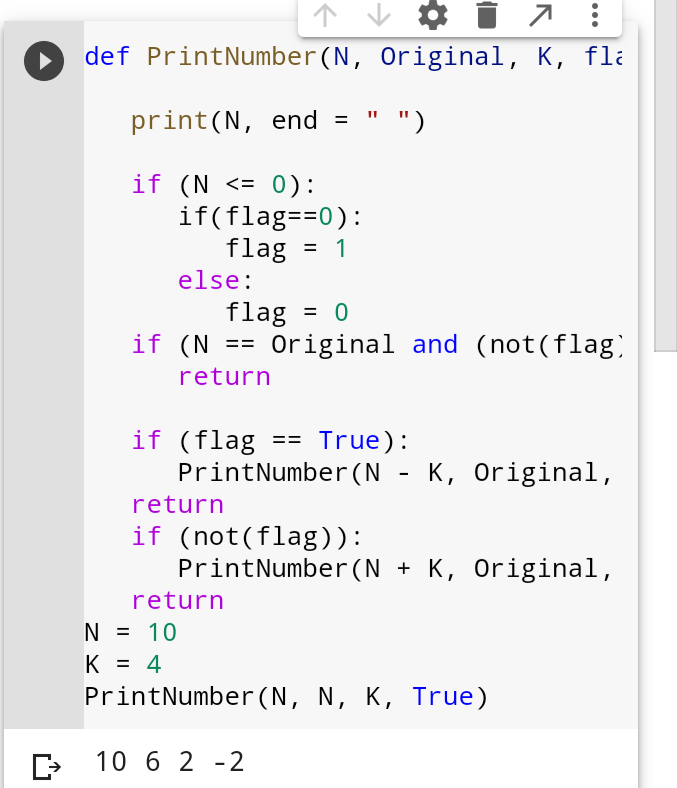 def PrintNumber(N, Original, K, fla
print(N, end = " ")
if (N <= 0):
if(flag==0):
flag = 1
else:
flag = 0
if (N == Original and (not(flag)
return
if (flag == True):
PrintNumber(N - K, Original,
return
if (not(flag)):
PrintNumber(N + K, Original,
return
N = 10
K = 4
PrintNumber(N, N, K, True)
10 6 2 -2